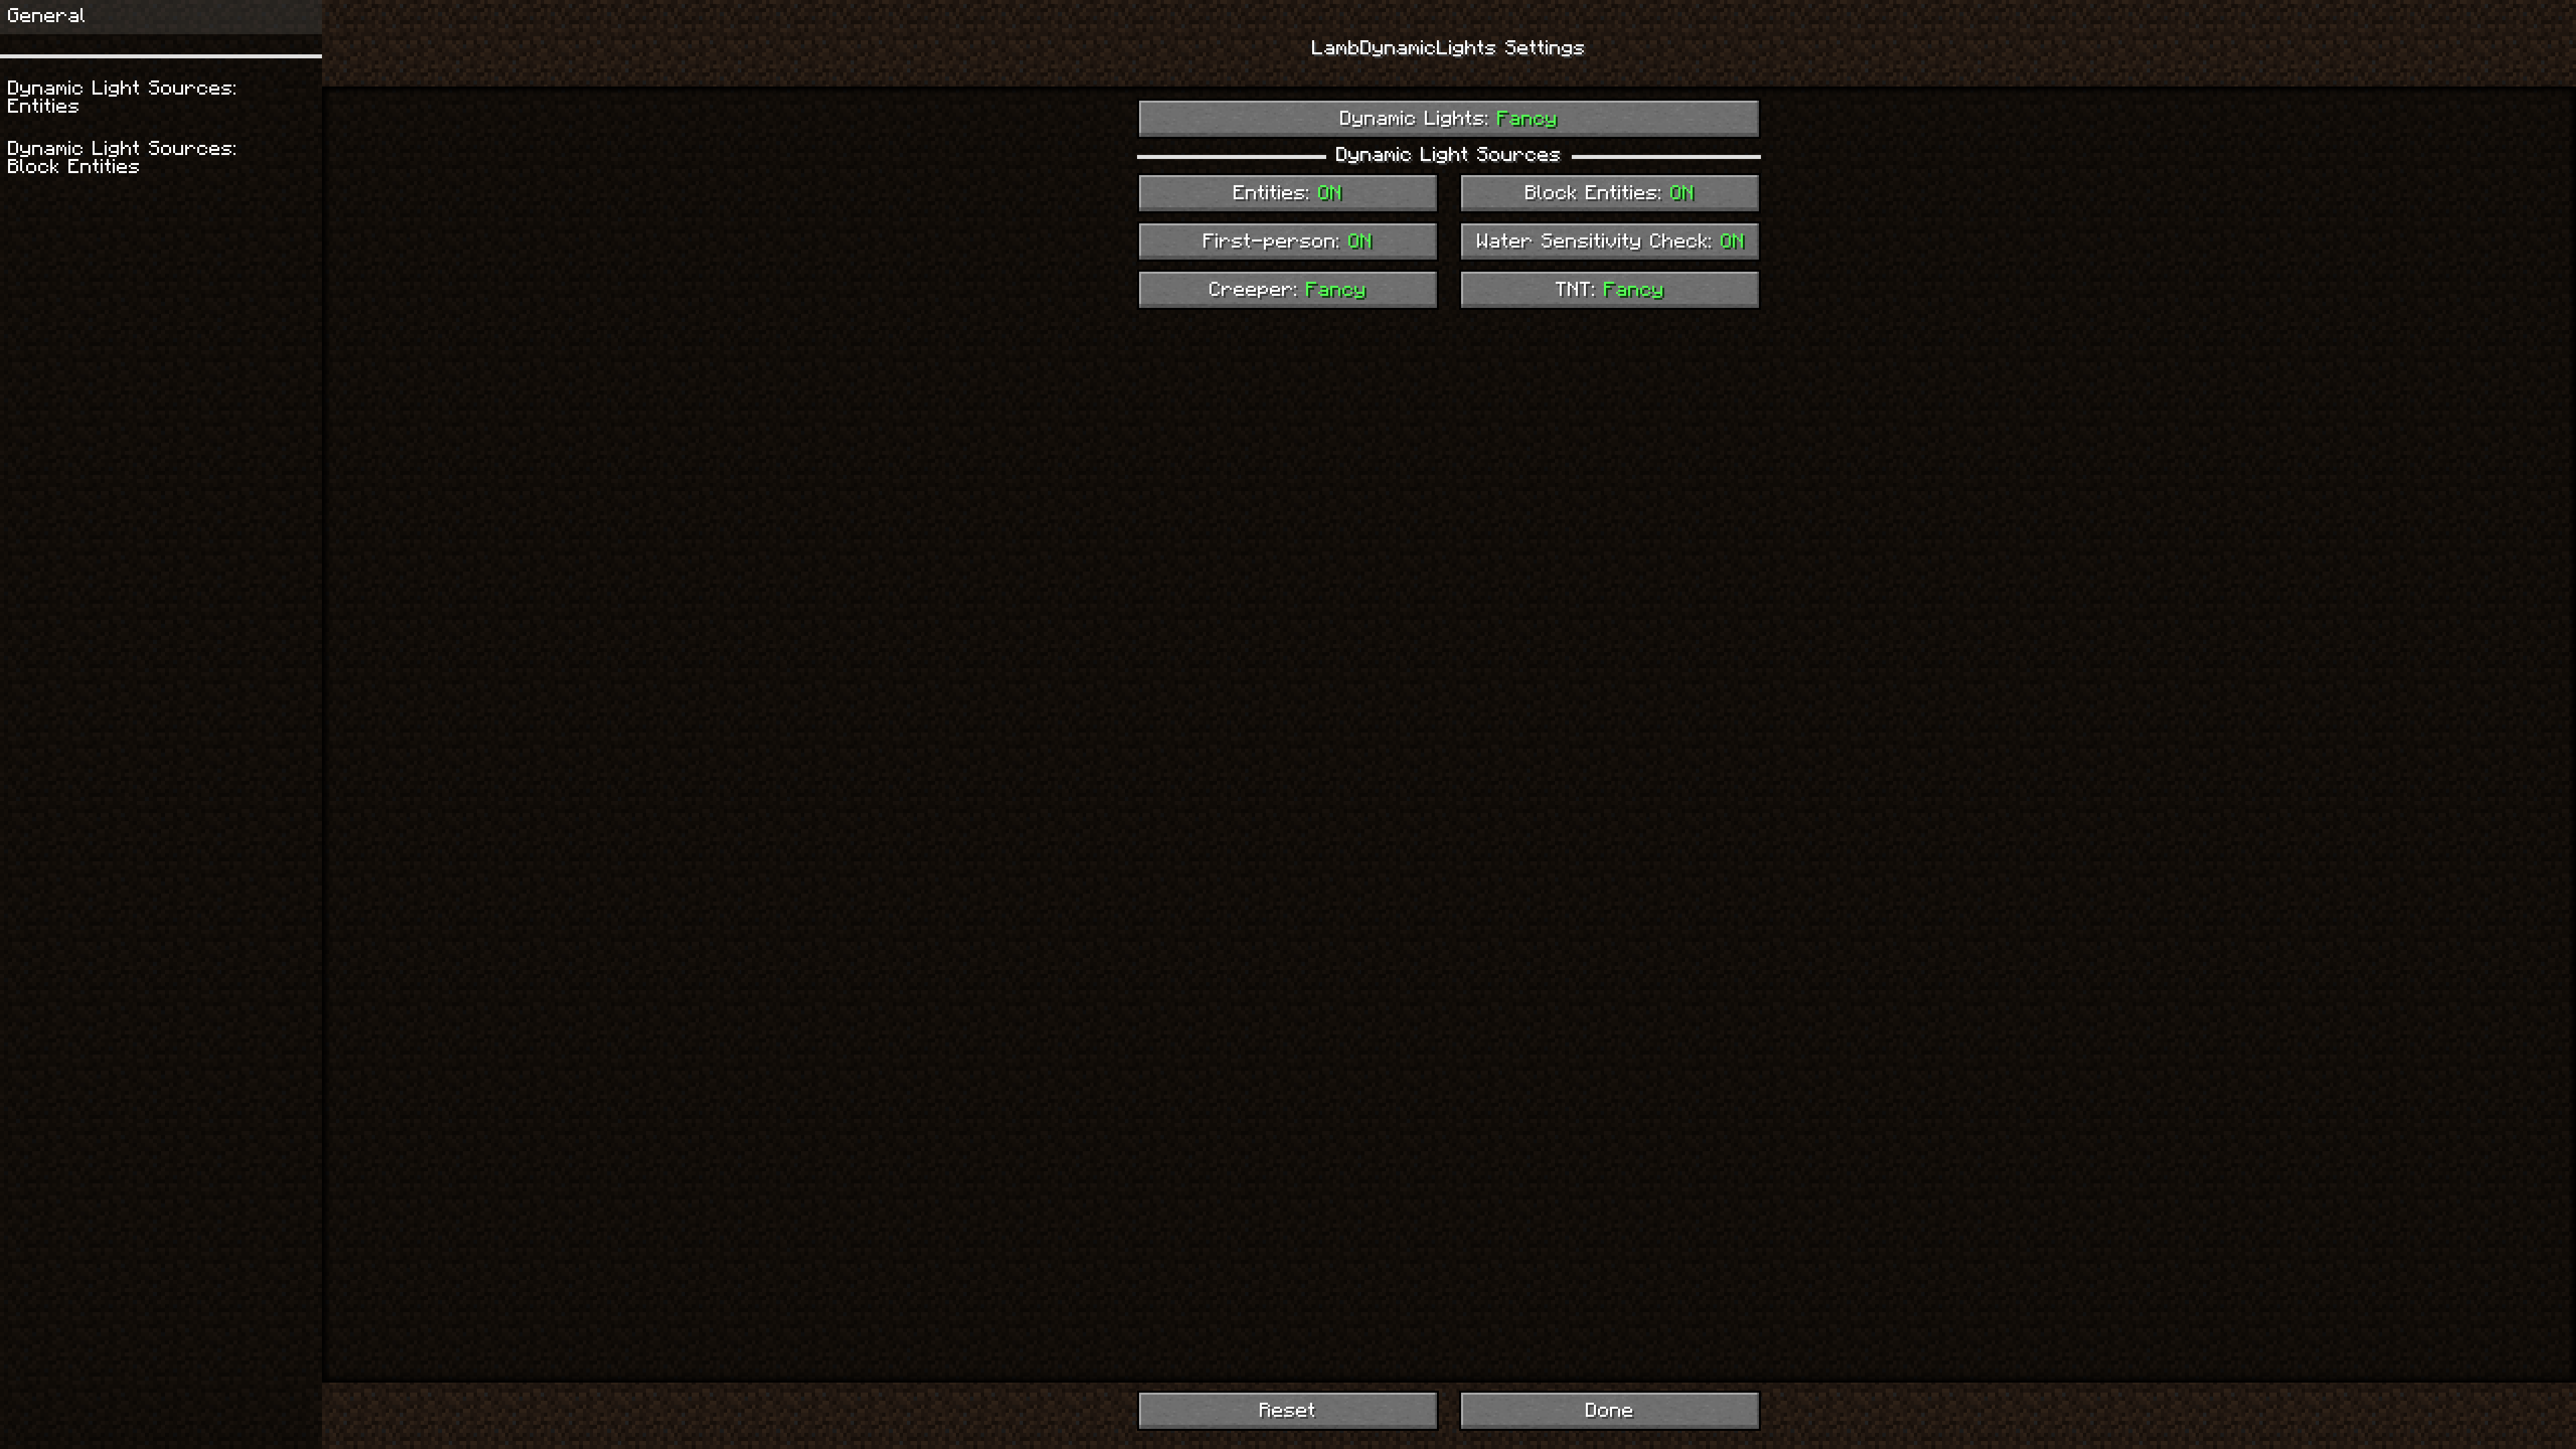 General
Dynamic Light Sources:
Entities
Dynamic Light Sources:
Block Entities
LambDynamicLights Settings
Dynamic Lights: Fancy
Dynamic Light Sources
Entities: ON
Block Entities: ON
First-person: ON
Water Sensitivity Check: ON
Creeper: Fancy
TNT: Fancy
Reset
Done